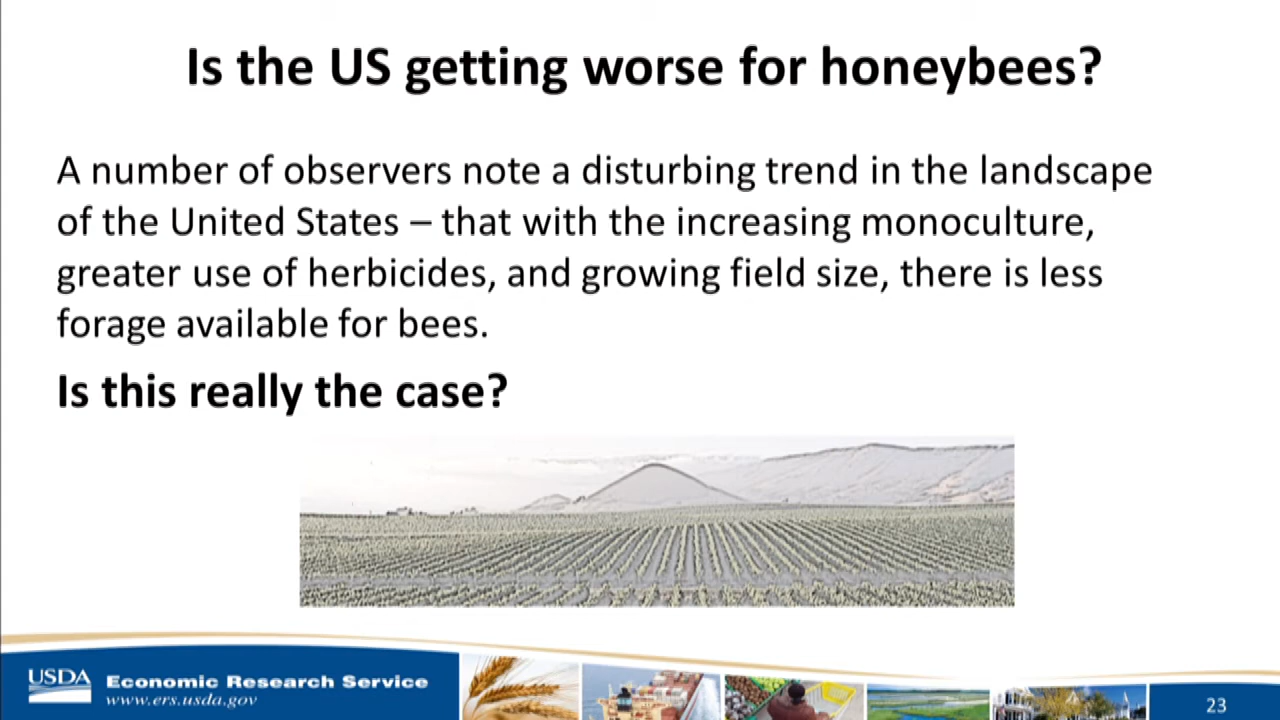 Is the US getting worse for honeybees?
A number of observers note a disturbing trend in the landscape
of the United States – that with the increasing monoculture,
greater use of herbicides, and growing field size, there is less
forage available for bees.
Is this really the case?
USDA
Economic Research Service
www.ers.usda.gov
23